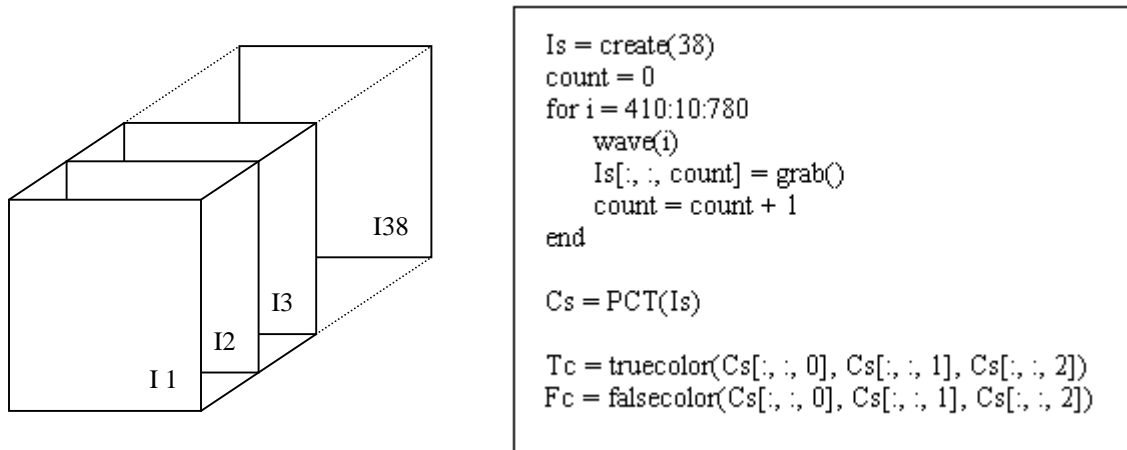 I38
I3
I2
I 1
Is = create(38)
count = 0
for i = 410:10:780
wave(i)
Is[:, :, count] = grab()
count = count + 1
end
Cs = PCT(Is)
Tc = truecolor(Cs[:, :, 0], Cs[:, :, 1], Cs[:, :, 2])
Fc = falsecolor(Cs[:, :, 0], Cs[:, :, 1], Cs[:, :, 2])